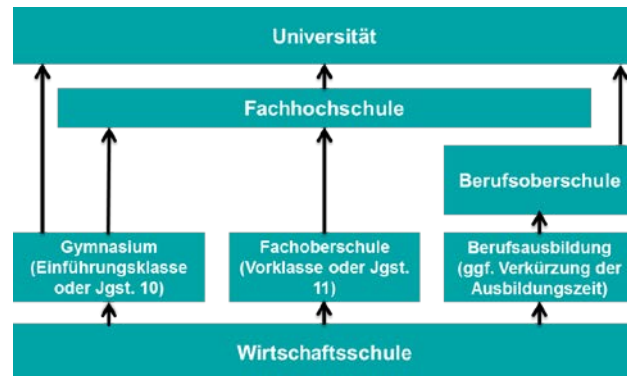 Universität
Fachhochschule
Berufsoberschule
Gymnasium
(Einführungsklasse
oder Jgst. 10)
Fachoberschule
(Vorklasse oder Jgst.
11)
Berufsausbildung
(ggf. Verkürzung der
Ausbildungszeit)
Wirtschaftsschule